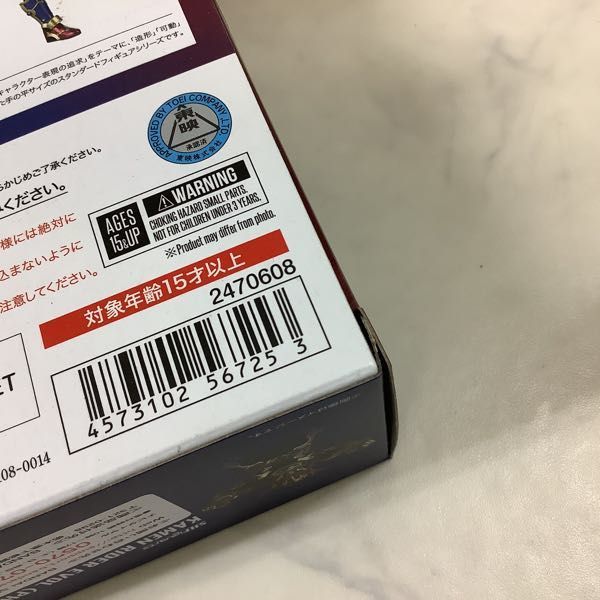 ャラクター表現の追求」をテーマに、「造形」「可動」
手の平サイズのスタンダードフィギュアシリーズです。
APPROVED BY TOEI COMPANY, LTD.
東映
承認済
東映株式会社
らかじめご了承ください。
ください。
様には絶対に
込まないように
注意してください。
AGES
15&UP
WARNING
CHOKING HAZARD SMALL PARTS.
NOT FOR CHILDREN UNDER 3 YEARS.
※Product may differ from photo.
対象年齢15才以上
2470608
4573102 56725 3
ET
08-0014
S.H.Figuarts
KAMEN RIDER EVOL (P
0570-0